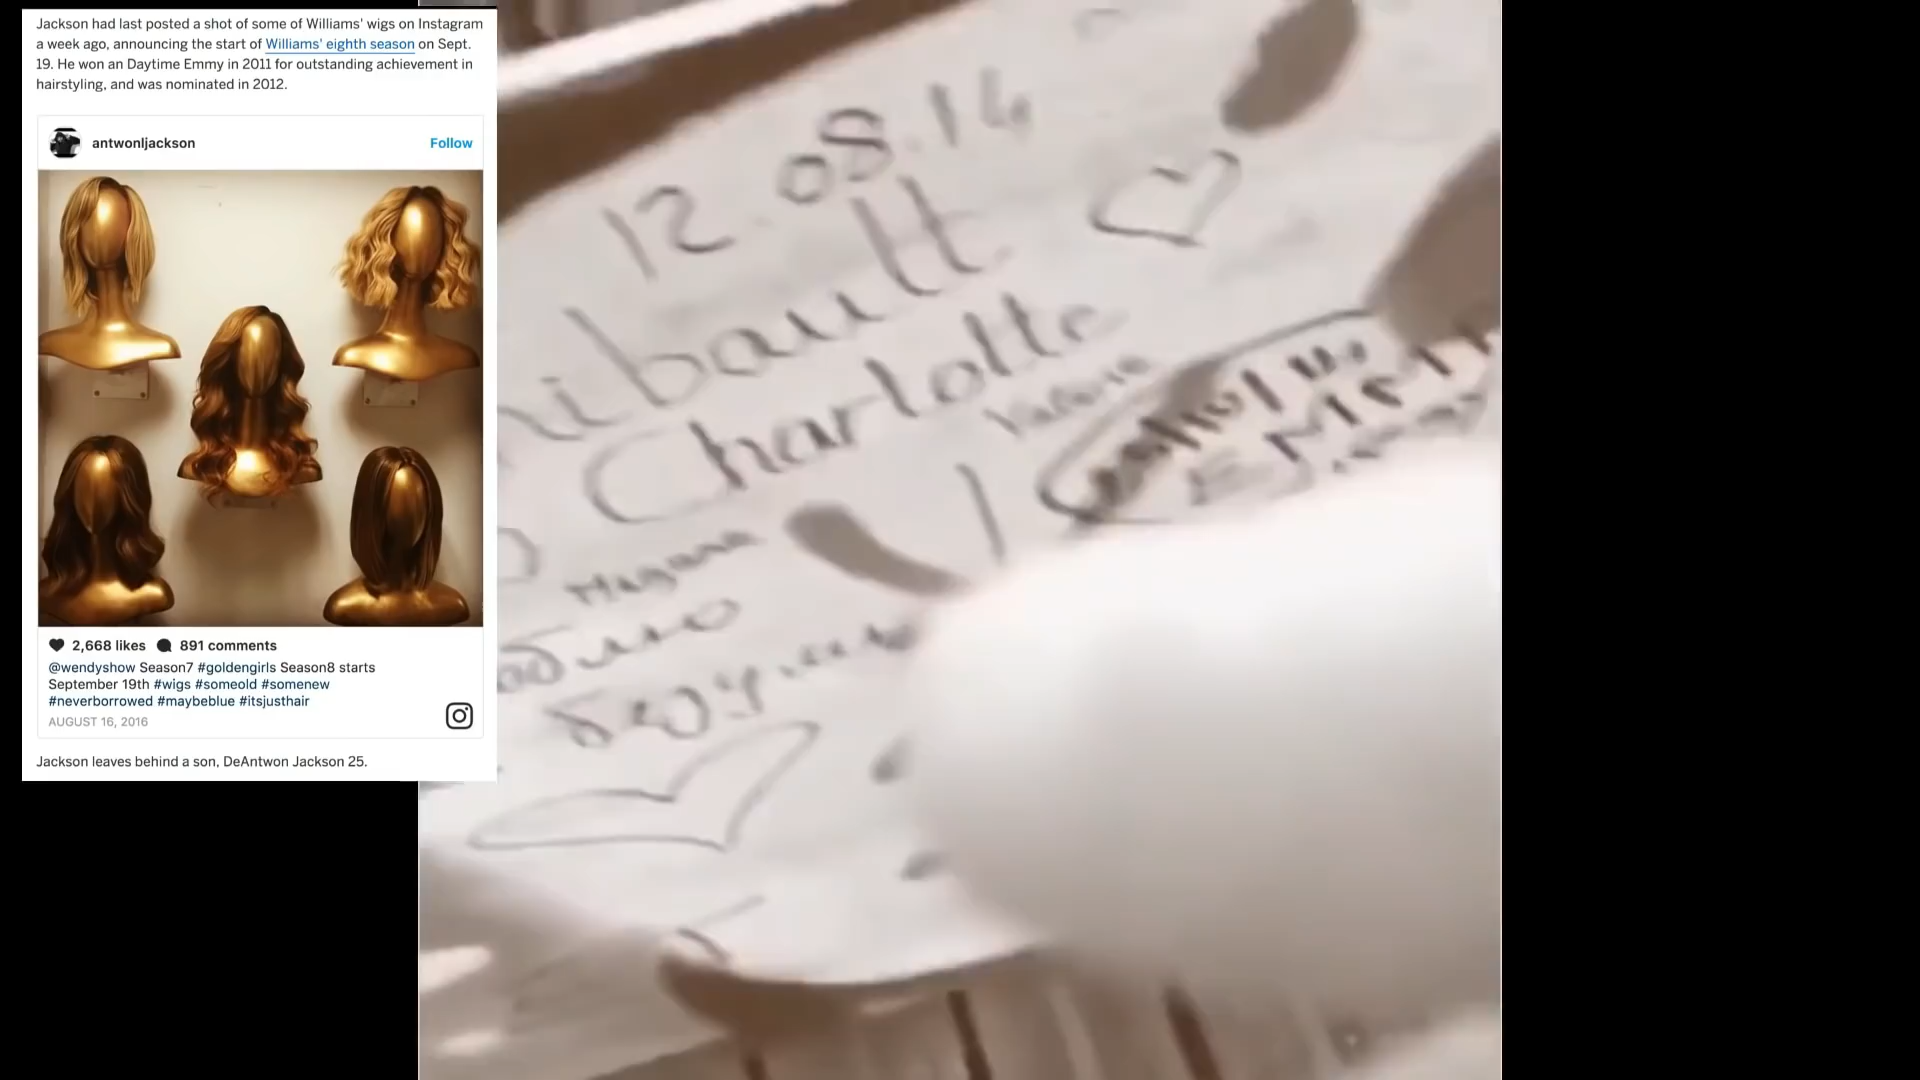 Jackson had last posted a shot of some of Williams' wigs on Instagram
a week ago, announcing the start of Williams' eighth season on Sept.
19. He won an Daytime Emmy in 2011 for outstanding achievement in
hairstyling, and was nominated in 2012.
antwonljackson
Follow
2,668 likes 891 comments
@wendyshow Season7 #goldengirls Season8 starts
September 19th #wigs #someold #somenew
#neverborrowed #maybeblue #itsjusthair
AUGUST 16, 2016
Jackson leaves behind a son, DeAntwon Jackson 25.
12.08.14
Charlotte